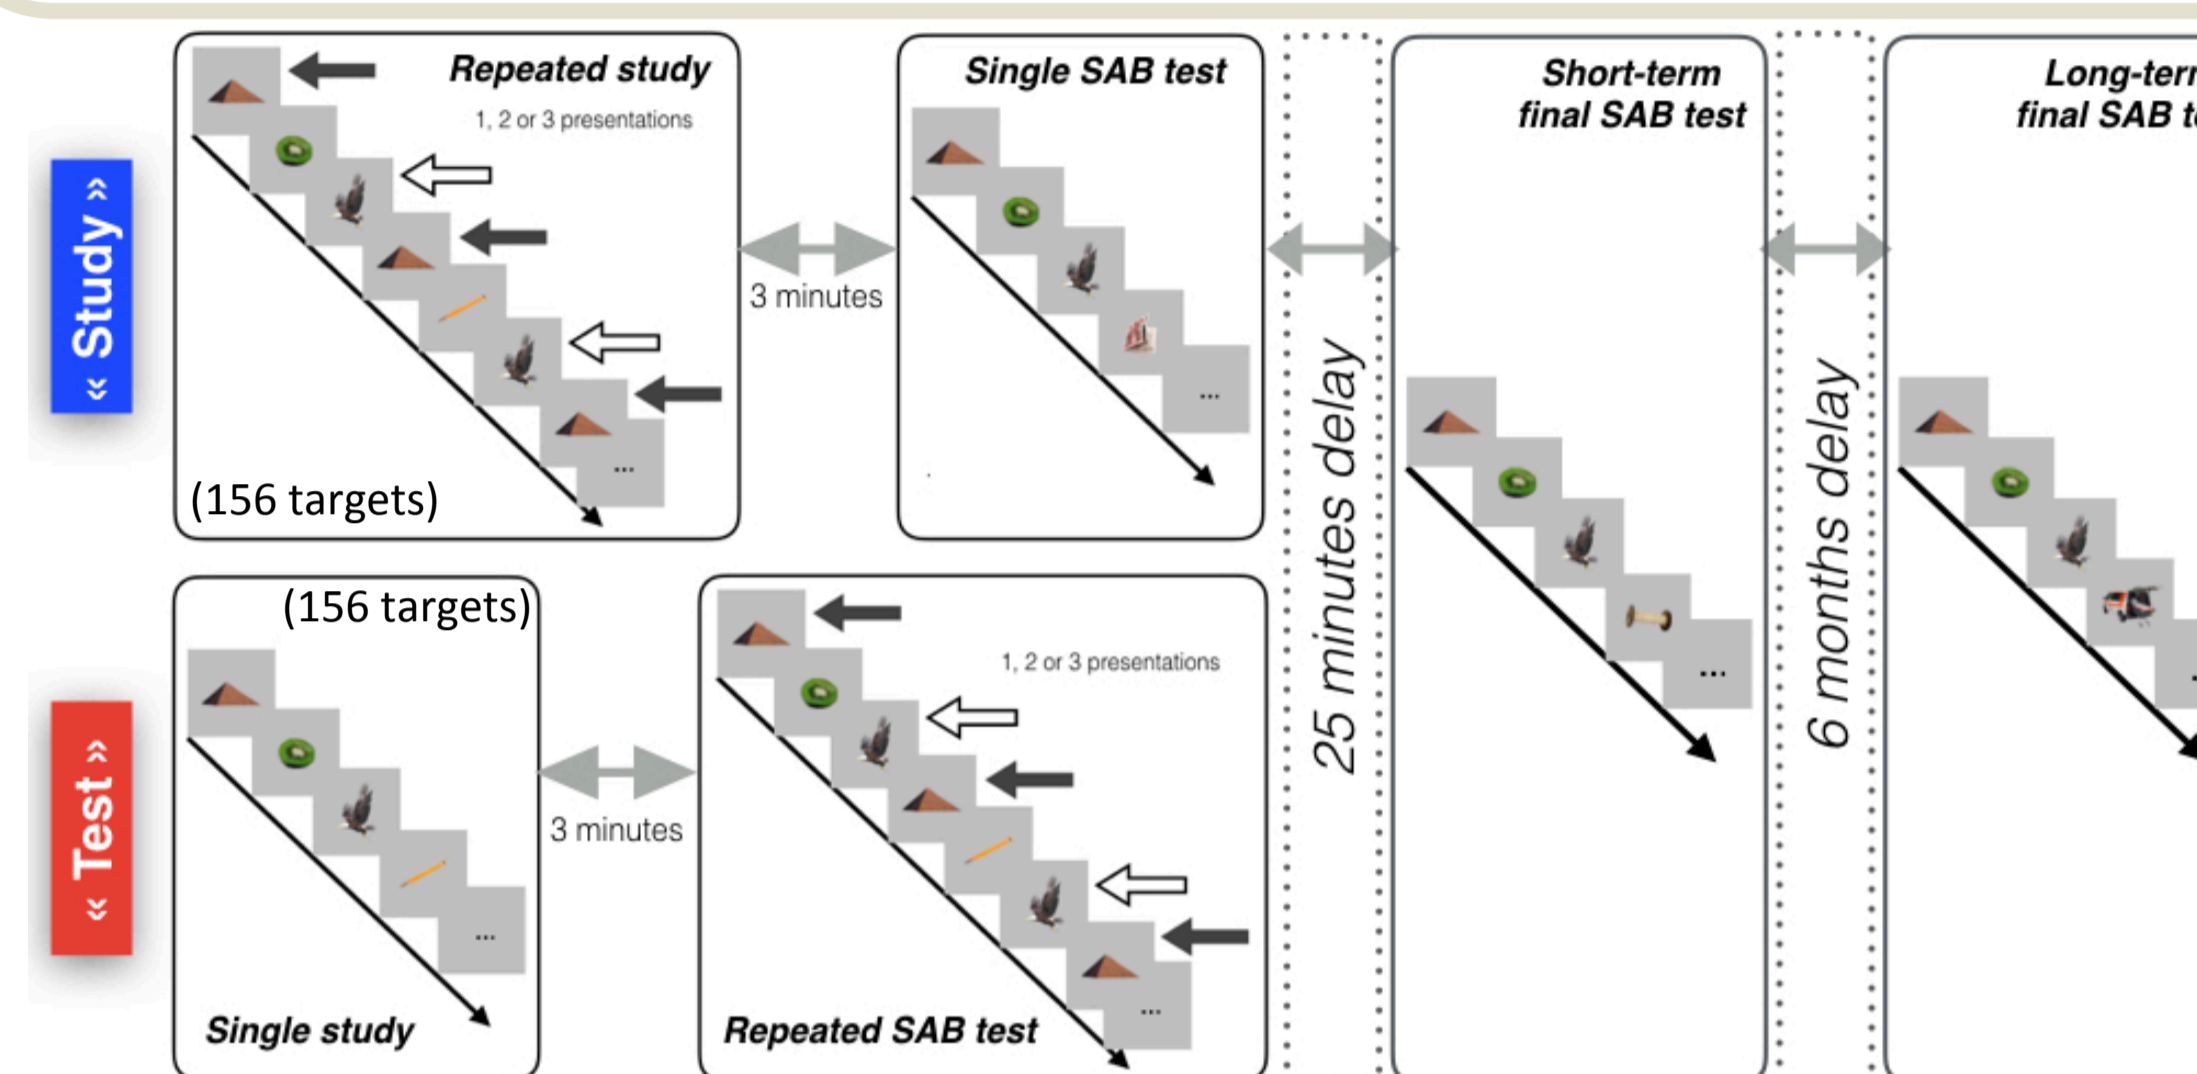 Repeated study
1, 2 or 3 presentations
« Study »
(156 targets)
...
3 minutes
Single SAB test
...
25 minutes delay
Short-term
final SAB test
...
6 months delay
final SAB
« Test »
(156 targets)
...
Single study
3 minutes
1, 2 or 3 presentations
...
Repeated SAB test